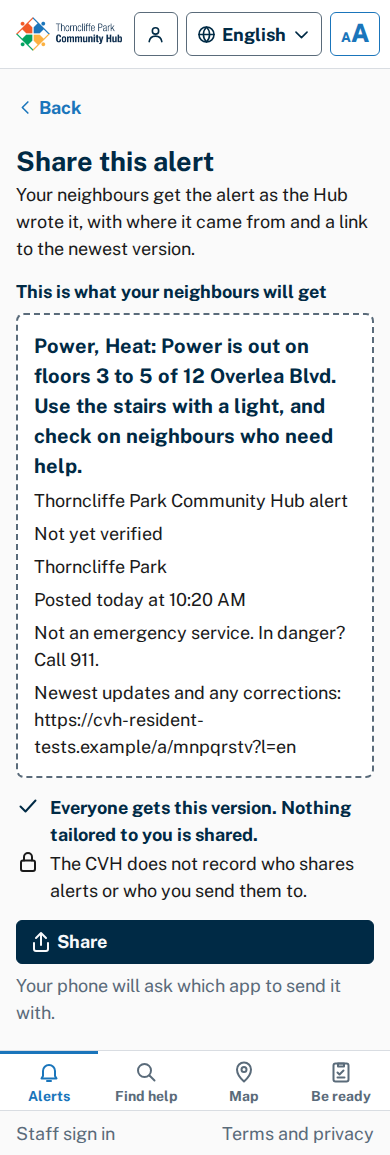 Thorncliffe Park
Community Hub
English
AA
Back
Share this alert
Your neighbours get the alert as the Hub
wrote it, with where it came from and a link
to the newest version.
This is what your neighbours will get
Power, Heat: Power is out on
floors 3 to 5 of 12 Overlea Blvd.
Use the stairs with a light, and
check on neighbours who need
help.
Thorncliffe Park Community Hub alert
Not yet verified
Thorncliffe Park
Posted today at 10:20 AM
Not an emergency service. In danger?
Call 911.
Newest updates and any corrections:
https://cvh-resident-
tests.example/a/mnpqrstv?l=en
Everyone gets this version. Nothing
tailored to you is shared.
The CVH does not record who shares
alerts or who you send them to.
Share
Your phone will ask which app to send it
with.
Alerts
Find help
Map
Be ready
Staff sign in
Terms and privacy